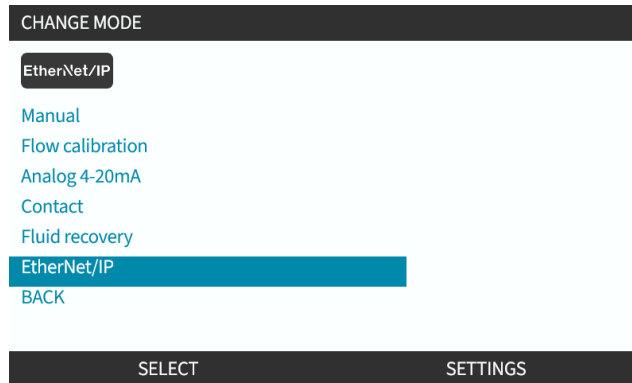 CHANGE MODE
EtherNet/IP
Manual
Flow calibration
Analog 4-20mA
Contact
Fluid recovery
EtherNet/IP
BACK
SELECT SETTINGS